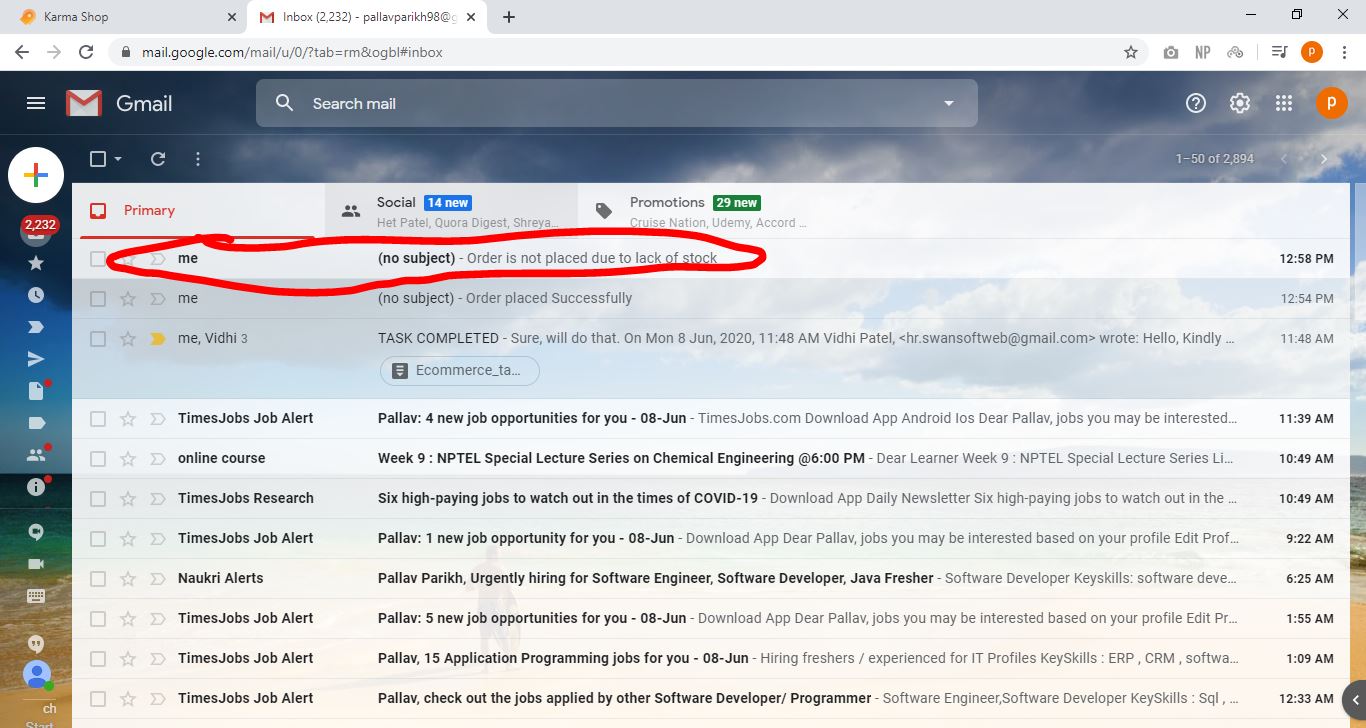 Karma Shop
Inbox (2,232) - pallavparikh98@g
mail.google.com/mail/u/0/?tab=rm&ogbl#inbox
NP
P
Gmail
Search mail
P
1–50 of 2,894
2,232
Primary
Social 14 new
Het Patel, Quora Digest, Shreya...
Promotions 29 new
Cruise Nation, Udemy, Accord ...
me (no subject) - Order is not placed due to lack of stock 12:58 PM
me (no subject) - Order placed Successfully 12:54 PM
me, Vidhi 3 TASK COMPLETED - Sure, will do that. On Mon 8 Jun, 2020, 11:48 AM Vidhi Patel, <hr.swansoftweb@gmail.com> wrote: Hello, Kindly ... 11:48 AM
Ecommerce_ta...
TimesJobs Job Alert Pallav: 4 new job opportunities for you - 08-Jun - TimesJobs.com Download App Android Ios Dear Pallav, jobs you may be interested... 11:39 AM
online course Week 9 : NPTEL Special Lecture Series on Chemical Engineering @6:00 PM - Dear Learner Week 9 : NPTEL Special Lecture Series Li... 10:49 AM
TimesJobs Research Six high-paying jobs to watch out in the times of COVID-19 - Download App Daily Newsletter Six high-paying jobs to watch out in the ... 10:49 AM
TimesJobs Job Alert Pallav: 1 new job opportunity for you - 08-Jun - Download App Dear Pallav, jobs you may be interested based on your profile Edit Prof... 9:22 AM
Naukri Alerts Pallav Parikh, Urgently hiring for Software Engineer, Software Developer, Java Fresher - Software Developer Keyskills: software deve... 6:25 AM
TimesJobs Job Alert Pallav: 5 new job opportunities for you - 08-Jun - Download App Dear Pallav, jobs you may be interested based on your profile Edit Pr... 1:55 AM
TimesJobs Job Alert Pallav, 15 Application Programming jobs for you - 08-Jun - Hiring freshers / experienced for IT Profiles KeySkills : ERP , CRM , softwa... 1:09 AM
TimesJobs Job Alert Pallav, check out the jobs applied by other Software Developer/ Programmer - Software Engineer,Software Developer KeySkills : Sql , ... 12:33 AM
ch
Start